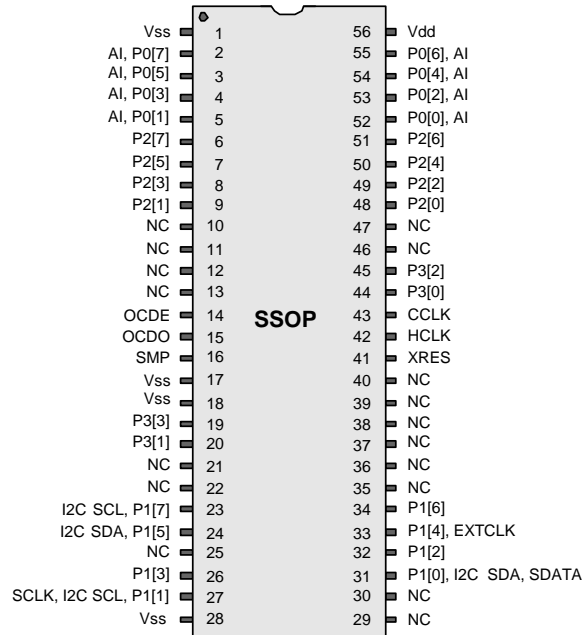 Vss 1 56 Vdd
AI, P0[7] 2 55 P0[6], AI
AI, P0[5] 3 54 P0[4], AI
AI, P0[3] 4 53 P0[2], AI
AI, P0[1] 5 52 P0[0], AI
P2[7] 6 51 P2[6]
P2[5] 7 50 P2[4]
P2[3] 8 49 P2[2]
P2[1] 9 48 P2[0]
NC 10 47 NC
NC 11 46 NC
NC 12 45 P3[2]
NC 13 44 P3[0]
OCDE 14 SSOP 43 CCLK
OCDO 15 42 HCLK
SMP 16 41 XRES
Vss 17 40 NC
Vss 18 39 NC
P3[3] 19 38 NC
P3[1] 20 37 NC
NC 21 36 NC
NC 22 35 NC
I2C SCL, P1[7] 23 34 P1[6]
I2C SDA, P1[5] 24 33 P1[4], EXTCLK
NC 25 32 P1[2]
P1[3] 26 31 P1[0], I2C SDA, SDATA
SCLK, I2C SCL, P1[1] 27 30 NC
Vss 28 29 NC